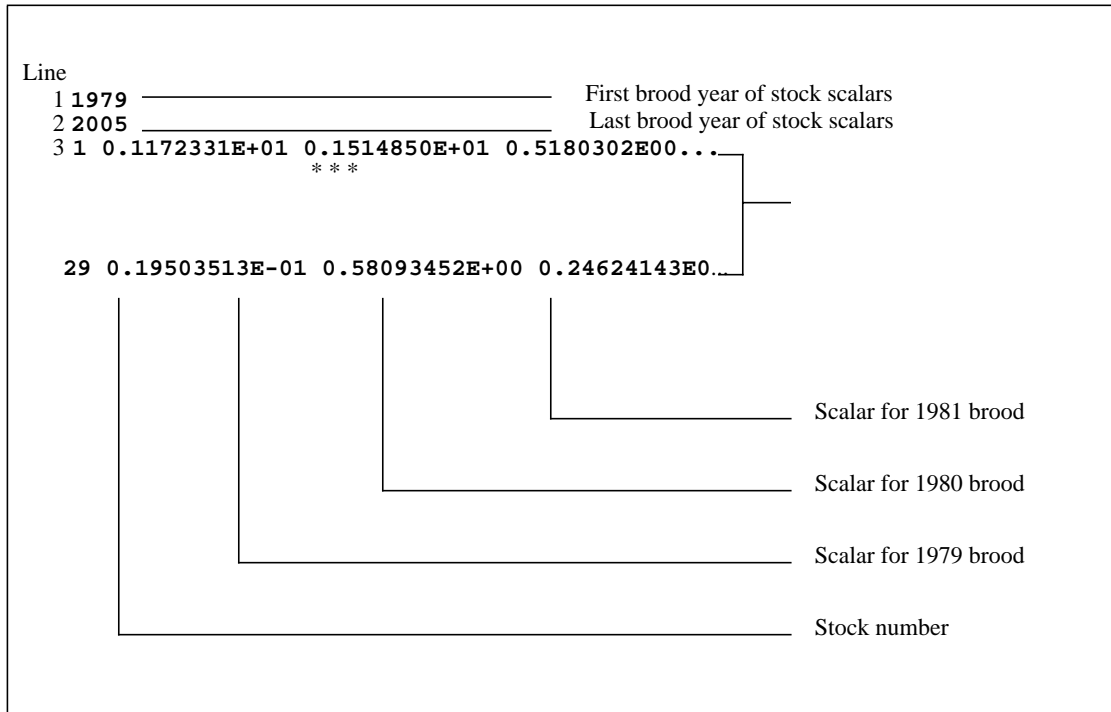 Line
1 1979 First brood year of stock scalars
2 2005 Last brood year of stock scalars
3 1 0.1172331E+01 0.1514850E+01 0.5180302E00...
* * *
29 0.19503513E-01 0.58093452E+00 0.24624143E0...
Scalar for 1981 brood
Scalar for 1980 brood
Scalar for 1979 brood
Stock number